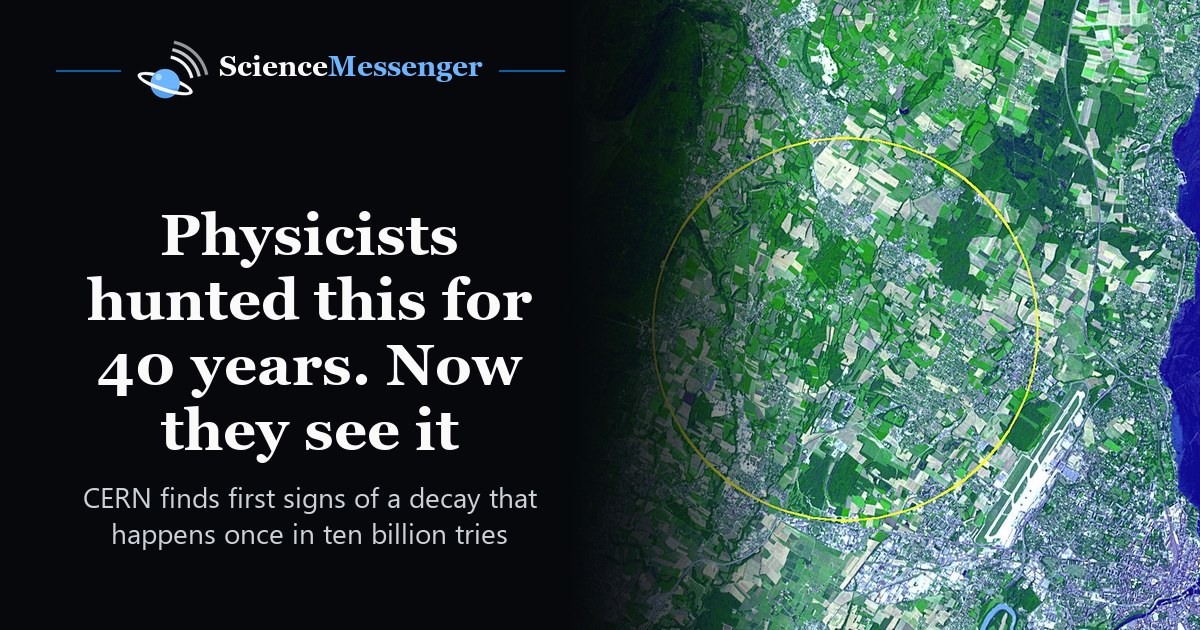 ScienceMessenger
Physicists
hunted this for
40 years. Now
they see it
CERN finds first signs of a decay that
happens once in ten billion tries